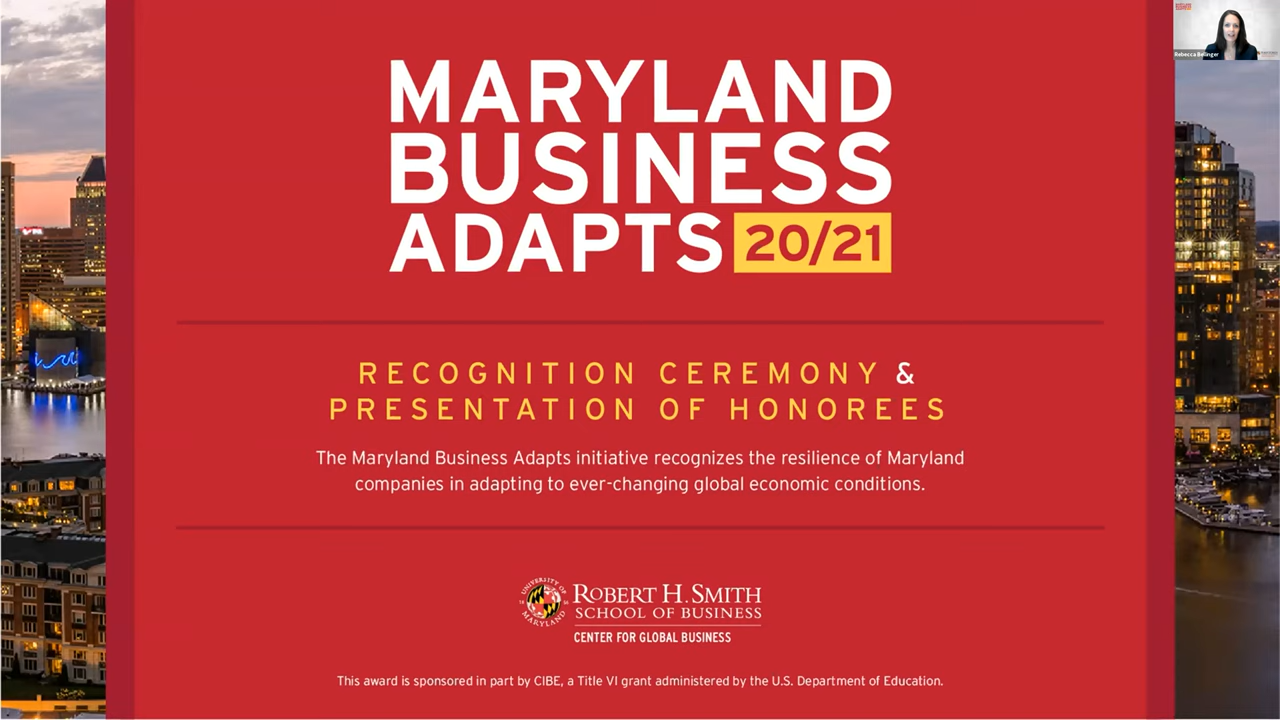 MARYLAND
BUSINESS
ADAPTS 20/21
RECOGNITION CEREMONY &
PRESENTATION OF HONOREES
The Maryland Business Adapts initiative recognizes the resilience of Maryland
companies in adapting to ever-changing global economic conditions.
UNIVERSITY OF
MARYLAND
18 56
ROBERT H. SMITH
SCHOOL OF BUSINESS
CENTER FOR GLOBAL BUSINESS
This award is sponsored in part by CIBE, a Title VI grant administered by the U.S. Department of Education.
Rebecca Bellinger